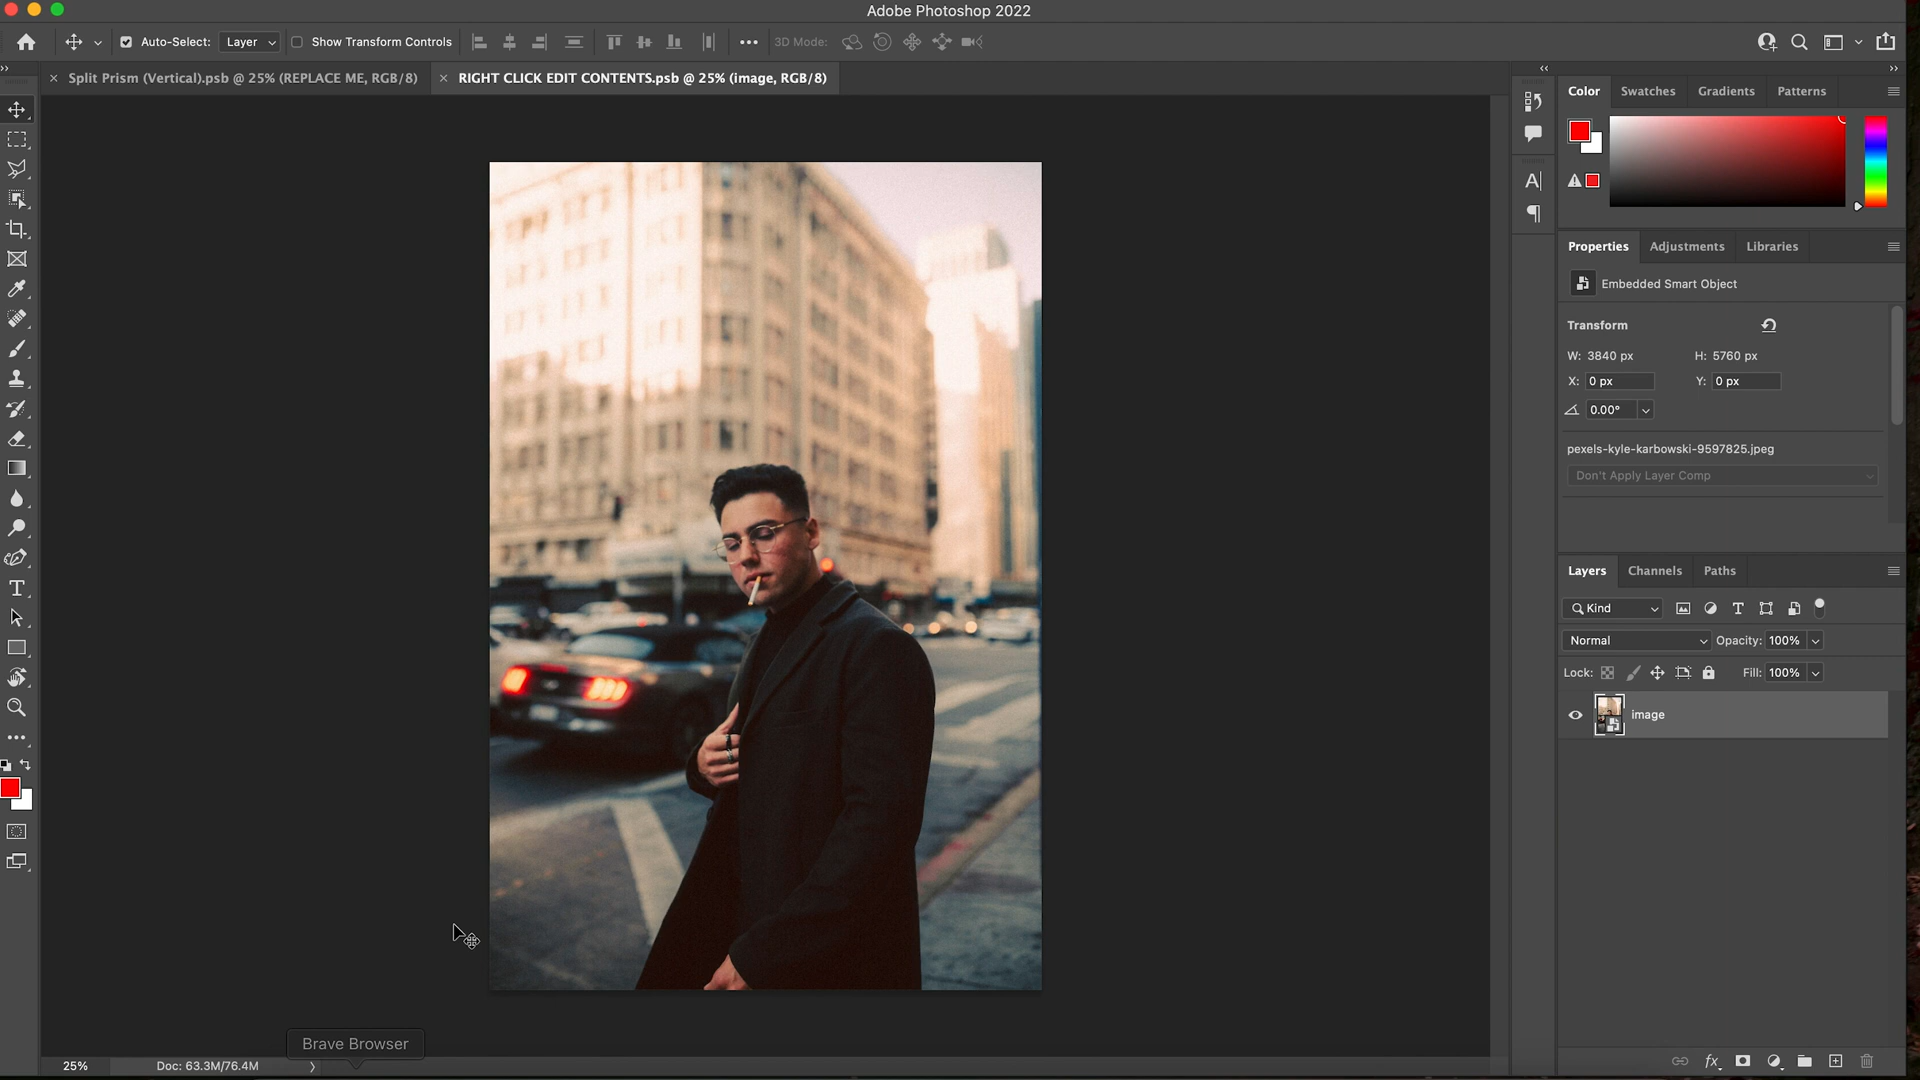 Adobe Photoshop 2022
Auto-Select: Layer Show Transform Controls 3D Mode:
Split Prism (Vertical).psb @ 25% (REPLACE ME, RGB/8) RIGHT CLICK EDIT CONTENTS.psb @ 25% (image, RGB/8)
Color Swatches Gradients Patterns
Properties Adjustments Libraries
Embedded Smart Object
Transform
W: 3840 px H: 5760 px
X: 0 px Y: 0 px
0.00°
pexels-kyle-karbowski-9597825.jpeg
Don't Apply Layer Comp
Layers Channels Paths
Kind
Normal Opacity: 100%
Lock: Fill: 100%
image
Brave Browser
25% Doc: 63.3M/76.4M